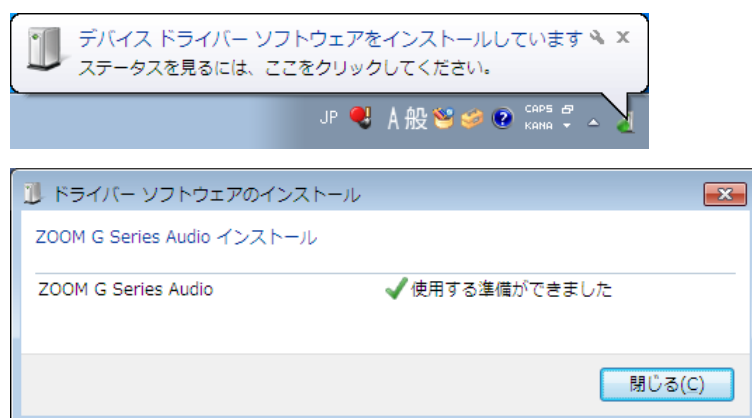 デバイス ドライバー ソフトウェアをインストールしています
ステータスを見るには、ここをクリックしてください。
JP A 般 CAPS
KANA
ドライバー ソフトウェアのインストール
ZOOM G Series Audio インストール
ZOOM G Series Audio 使用する準備ができました
閉じる(C)